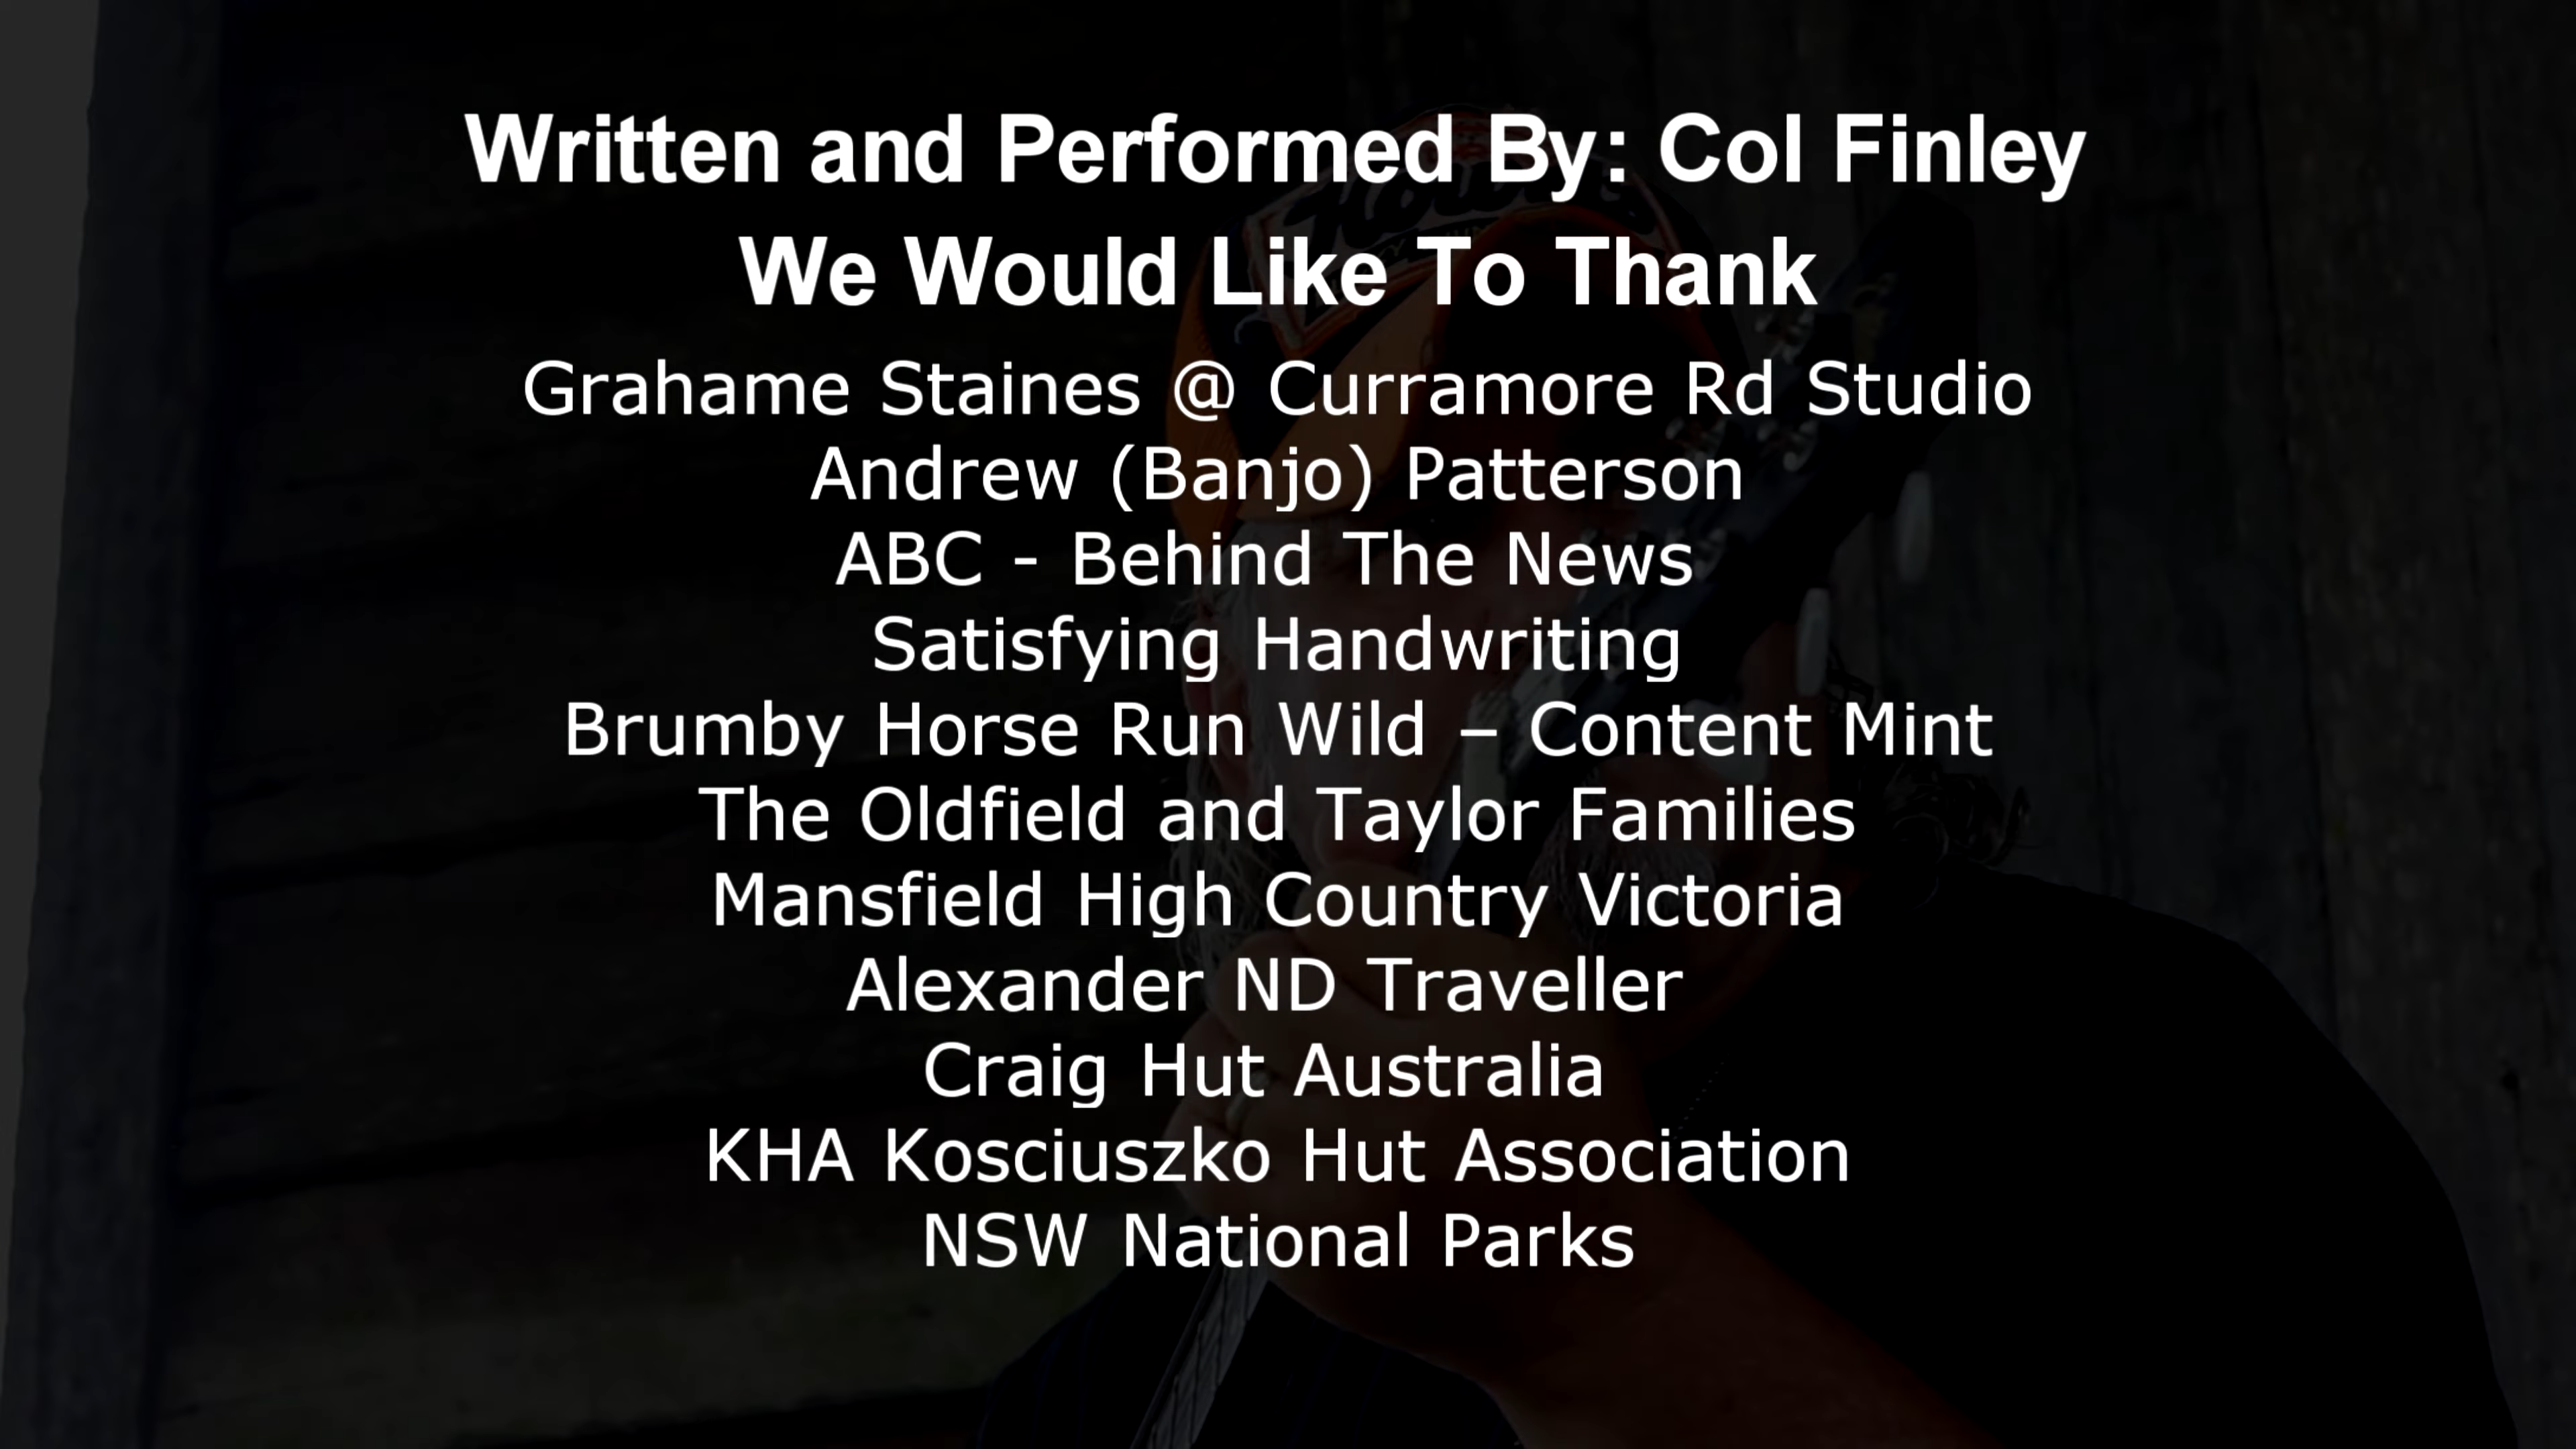 Written and Performed By: Col Finley
We Would Like To Thank
Grahame Staines @ Curramore Rd Studio
Andrew (Banjo) Patterson
ABC - Behind The News
Satisfying Handwriting
Brumby Horse Run Wild – Content Mint
The Oldfield and Taylor Families
Mansfield High Country Victoria
Alexander ND Traveller
Craig Hut Australia
KHA Kosciuszko Hut Association
NSW National Parks